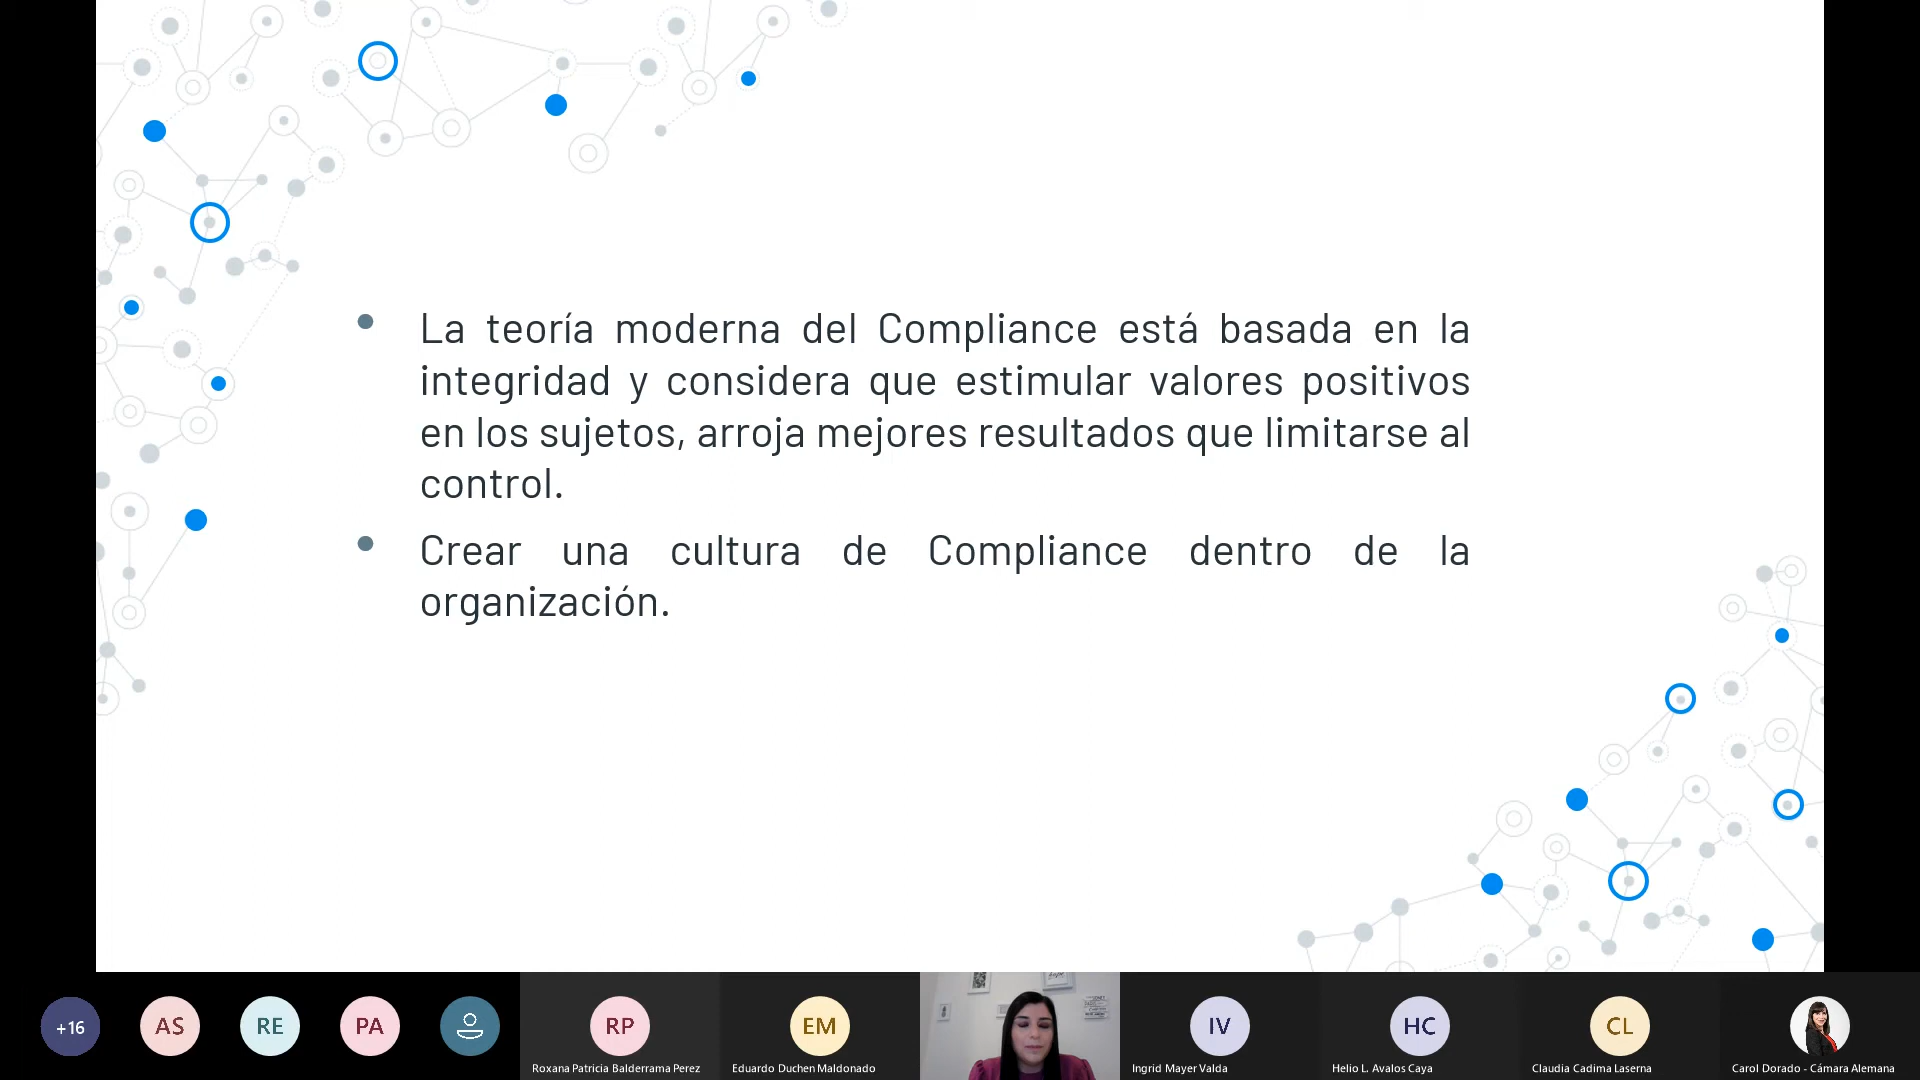 La teoría moderna del Compliance está basada en la
integridad y considera que estimular valores positivos
en los sujetos, arroja mejores resultados que limitarse al
control.
Crear una cultura de Compliance dentro de la
organización.
+16
AS
RE
PA
RP
EM
IV
HC
CL
Roxana Patricia Balderrama Perez
Eduardo Duchen Maldonado
Ingrid Mayer Valda
Helio L. Avalos Caya
Claudia Cadima Laserna
Carol Dorado - Cámara Alemana